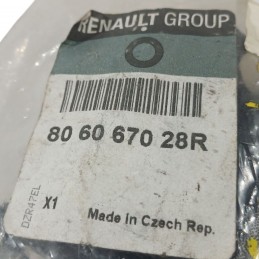 RENAULT GROUP
80 60 670 28R
DZR47EL
X1
Made in Czech Rep.